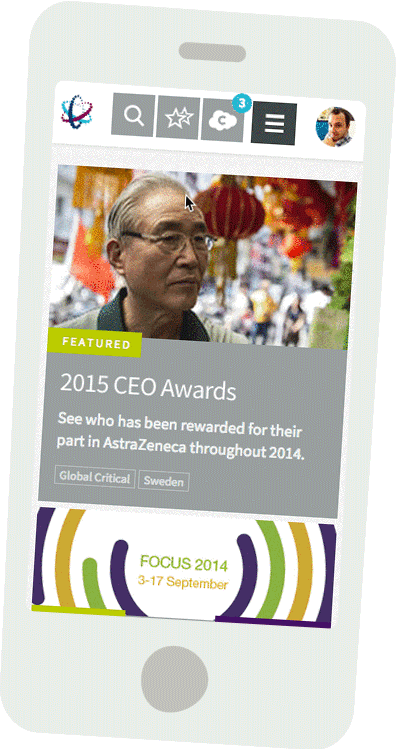 3
C
FEATURED
2015 CEO Awards
See who has been rewarded for their
part in AstraZeneca throughout 2014.
Global Critical Sweden
FOCUS 2014
3-17 September